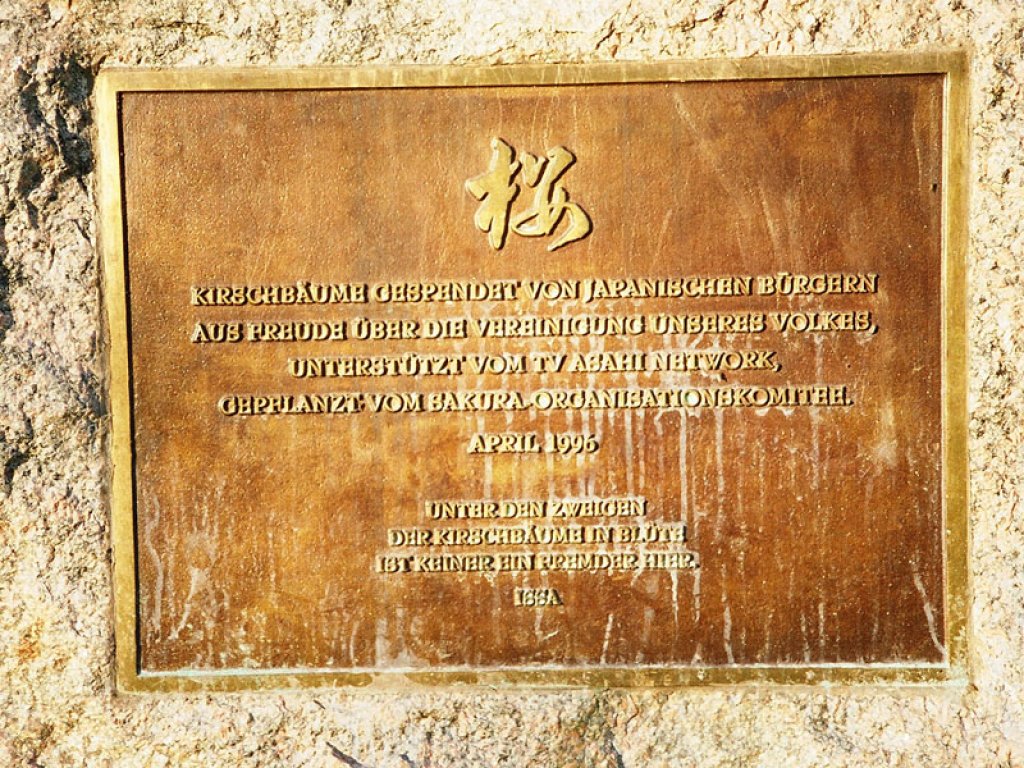 桜
KIRSCHBÄUME GESPENDET VON JAPANISCHEN BÜRGERN
AUS FREUDE ÜBER DIE VEREINIGUNG UNSERES VOLKES,
UNTERSTÜTZT VOM TV ASAHI NETWORK,
GEPFLANZT VOM SAKURA-ORGANISATIONSKOMITEE.
APRIL 1996
UNTER DEN ZWEIGEN
DER KIRSCHBÄUME IN BLÜTE
IST KEINER EIN FREMDER HIER.
ISSA